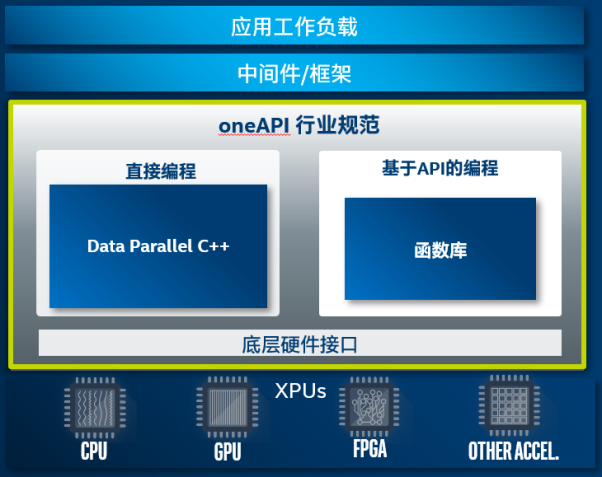 应用工作负载
中间件/框架
oneAPI 行业规范
直接编程
基于API的编程
Data Parallel C++
函数库
底层硬件接口
XPUs
CPU
GPU
FPGA
OTHER ACCEL.